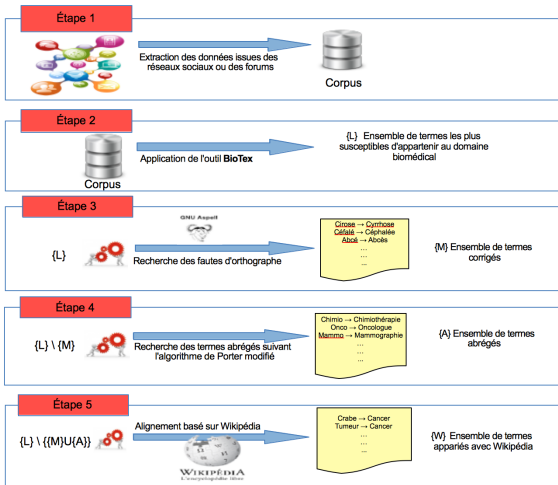 Étape 1
Extraction des données issues des
réseaux sociaux ou des forums
Corpus
Étape 2
Corpus
Application de l'outil BioTex
{L} Ensemble de termes les plus
susceptibles d'appartenir au domaine
biomédical
Étape 3
{L}
GNU Aspell
Recherche des fautes d'orthographe
Cirose → Cyrrhose
Céfalé → Céphalée
Abcé → Abcès
...
...
...
{M} Ensemble de termes
corrigés
Étape 4
{L} \ {M}
Recherche des termes abrégés suivant
l'algorithme de Porter modifié
Chimio → Chimiothérapie
Onco → Oncologue
Mammo → Mammographie
...
...
...
{A} Ensemble de termes
abrégés
Étape 5
{L} \ {{M}U{A}}
Alignement basé sur Wikipédia
WIKIPÉDIA
L'encyclopédie libre
Crabe → Cancer
Tumeur → Cancer
...
...
...
{W} Ensemble de termes
appariés avec Wikipédia